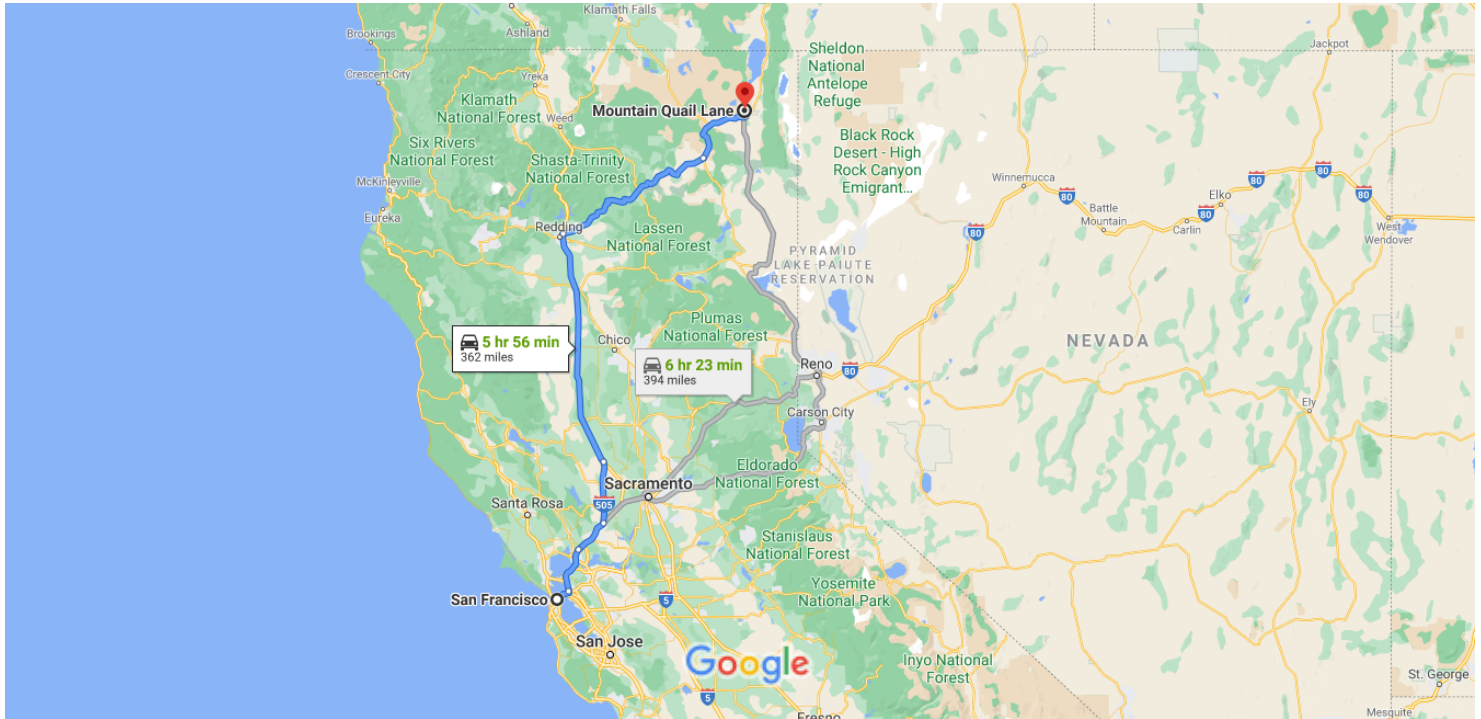 Klamath Falls
Brookings
Ashland
Jackpot
Crescent City
Yreka
Sheldon
National
Antelope
Refuge
Klamath
National Forest
Mountain Quail Lane
Weed
Black Rock
Desert - High
Rock Canyon
Emigrant...
Six Rivers
National Forest
Shasta-Trinity
National Forest
McKinleyville
Eureka
Winnemucca
80
80
80
80
Elko
80
Battle
Mountain
Carlin
West
Wendover
Redding
Lassen
National Forest
80
PYRAMID
LAKE PAIUTE
RESERVATION
Plumas
National Forest
5 hr 56 min
362 miles
Chico
6 hr 23 min
394 miles
NEVADA
Reno
80
Carson City
Ely
Eldorado
National Forest
Sacramento
Santa Rosa
505
Stanislaus
National Forest
Yosemite
National Park
San Francisco
5
San Jose
Google
Inyo National
Forest
5
St. George
Fresno
Mesquite